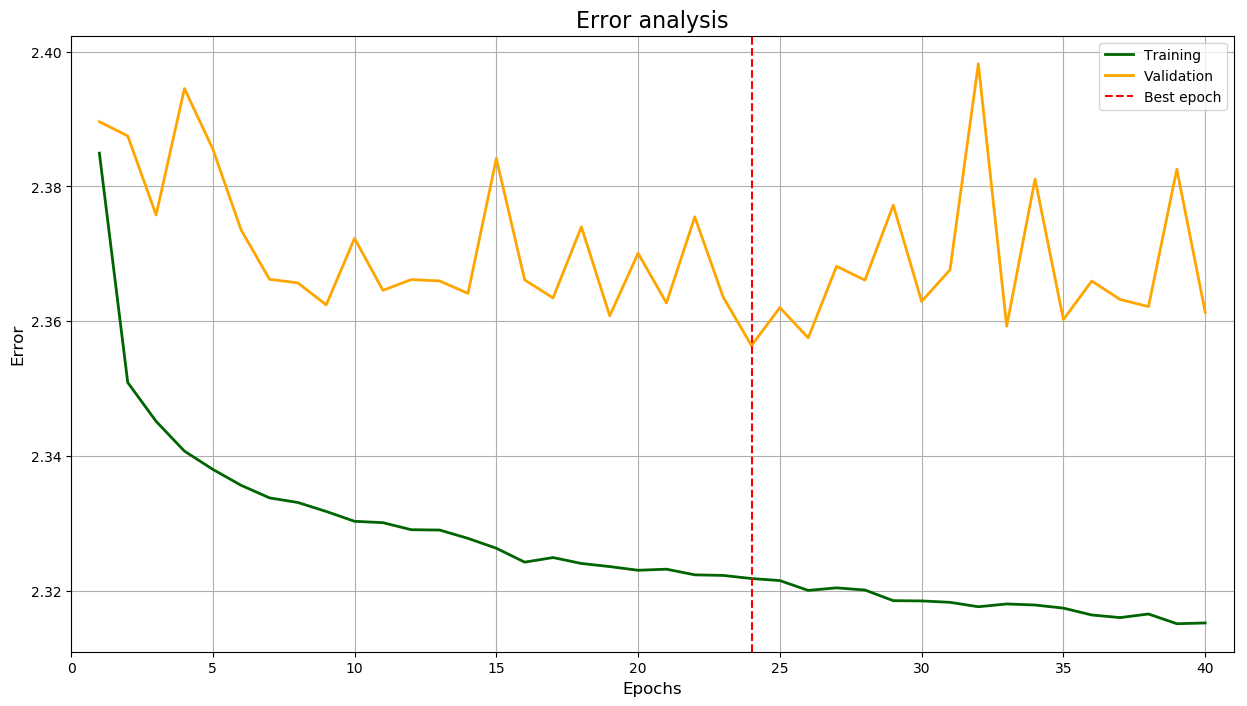 Error analysis
Training
Validation
Best epoch
2.40
2.38
2.36
2.34
2.32
Error
0 5 10 15 20 25 30 35 40
Epochs